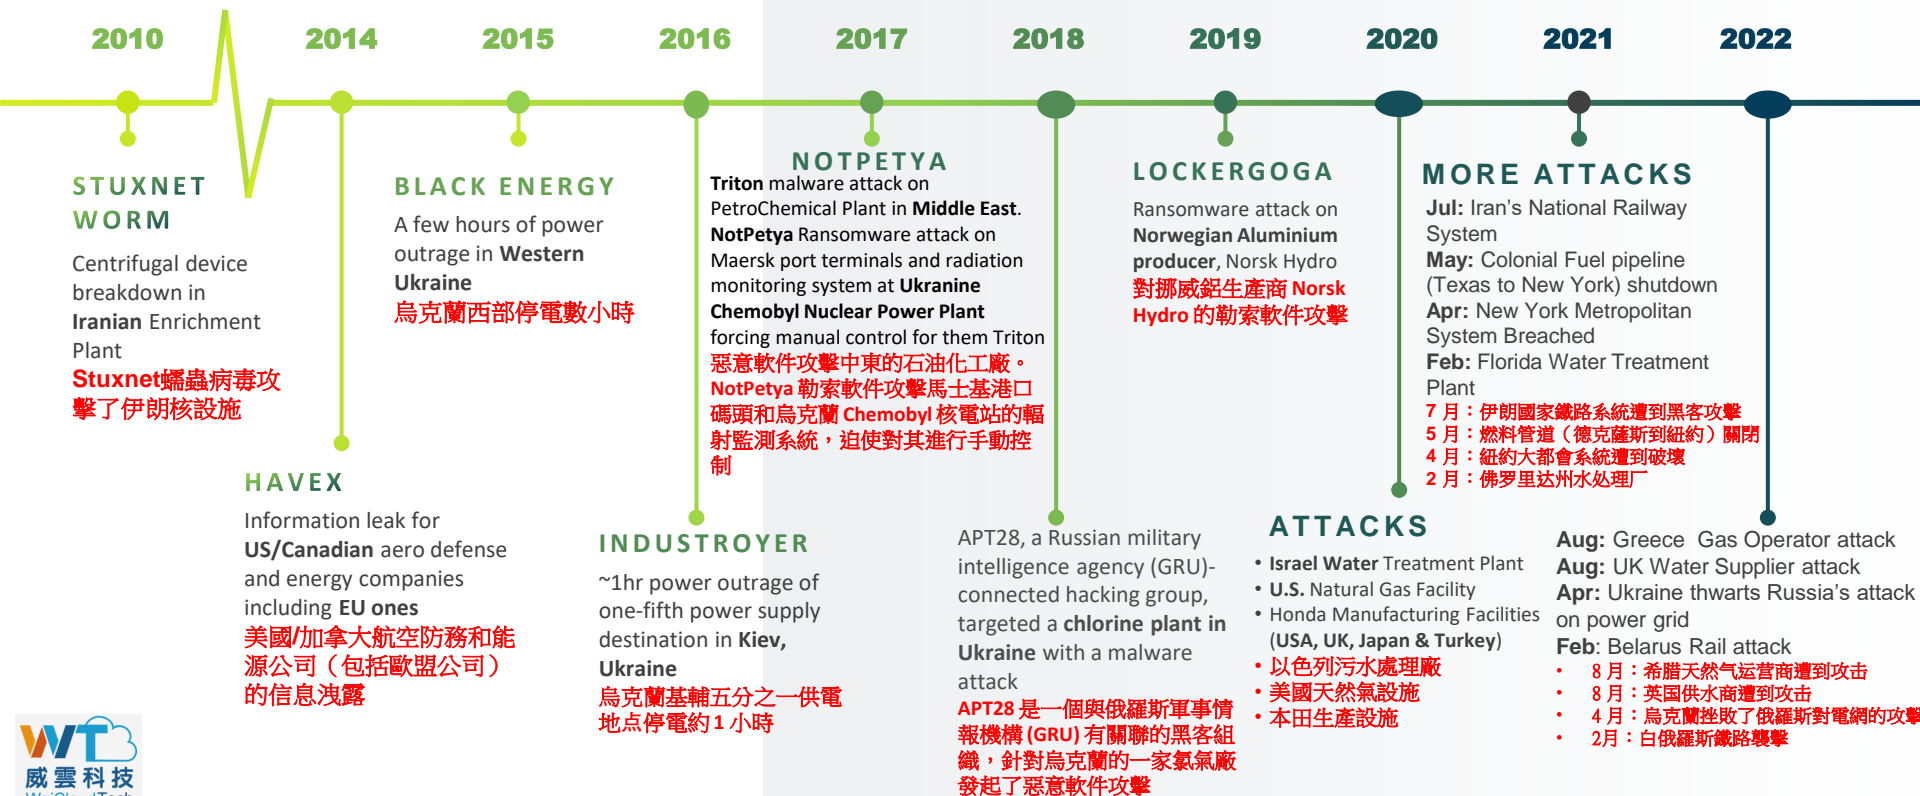 2010
2014
2015
2016
2017
2018
2019
2020
2021
2022
STUXNET
WORM
Centrifugal device
breakdown in
Iranian Enrichment
Plant
Stuxnet蠕蟲病毒攻
擊了伊朗核設施
HAVEX
Information leak for
US/Canadian aero defense
and energy companies
including EU ones
美國/加拿大航空防務和能
源公司（包括歐盟公司）
的信息洩露
BLACK ENERGY
A few hours of power
outrage in Western
Ukraine
烏克蘭西部停電數小時
INDUSTROYER
~1hr power outrage of
one-fifth power supply
destination in Kiev,
Ukraine
烏克蘭基輔五分之一供電
地点停電約 1 小時
NOTPETYA
Triton malware attack on
PetroChemical Plant in Middle East.
NotPetya Ransomware attack on
Maersk port terminals and radiation
monitoring system at Ukranine
Chemobyl Nuclear Power Plant
forcing manual control for them Triton
惡意軟件攻擊中東的石油化工廠。
NotPetya 勒索軟件攻擊馬士基港口
碼頭和烏克蘭 Chemobyl 核電站的輻
射監測系統，迫使對其進行手動控
制
APT28, a Russian military
intelligence agency (GRU)-
connected hacking group,
targeted a chlorine plant in
Ukraine with a malware
attack
APT28 是一個與俄羅斯軍事情
報機構 (GRU) 有關聯的黑客組
織，針對烏克蘭的一家氯氣廠
發起了惡意軟件攻擊
LOCKERGOGA
Ransomware attack on
Norwegian Aluminium
producer, Norsk Hydro
對挪威鋁生產商 Norsk
Hydro 的勒索軟件攻擊
ATTACKS
• Israel Water Treatment Plant
• U.S. Natural Gas Facility
• Honda Manufacturing Facilities
(USA, UK, Japan & Turkey)
• 以色列污水處理廠
• 美國天然氣設施
• 本田生產設施
MORE ATTACKS
Jul: Iran’s National Railway
System
May: Colonial Fuel pipeline
(Texas to New York) shutdown
Apr: New York Metropolitan
System Breached
Feb: Florida Water Treatment
Plant
7 月：伊朗國家鐵路系統遭到黑客攻擊
5 月：燃料管道（德克薩斯到紐約）關閉
4 月：紐約大都會系統遭到破壞
2 月：佛罗里达州水处理厂
Aug: Greece Gas Operator attack
Aug: UK Water Supplier attack
Apr: Ukraine thwarts Russia’s attack
on power grid
Feb: Belarus Rail attack
• 8 月：希腊天然气运营商遭到攻击
• 8 月：英国供水商遭到攻击
• 4 月：烏克蘭挫敗了俄羅斯對電網的攻擊
• 2月：白俄羅斯鐵路襲擊
WT
威雲科技
WeiCloudTech